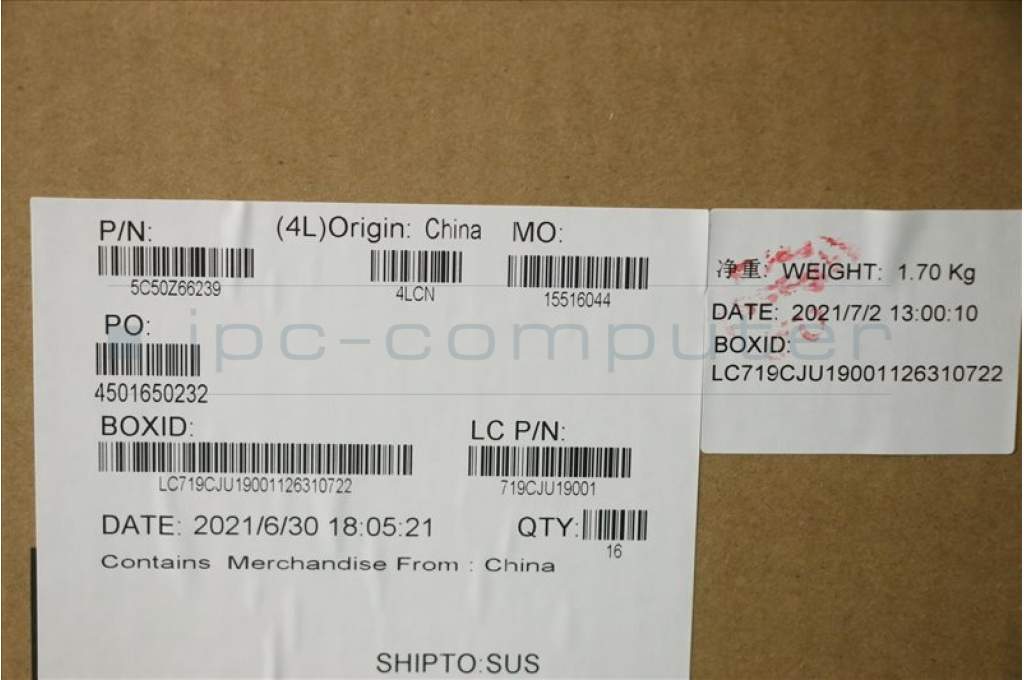 P/N: (4L)Origin: China MO:
5C50Z66239 4LCN 15516044
PO:
4501650232
BOXID: LC P/N:
LC719CJU19001126310722 719CJU19001
DATE: 2021/6/30 18:05:21 QTY:
16
Contains Merchandise From : China
SHIPTO:SUS
净重: WEIGHT: 1.70 Kg
DATE: 2021/7/2 13:00:10
BOXID:
LC719CJU19001126310722
ipc-computer